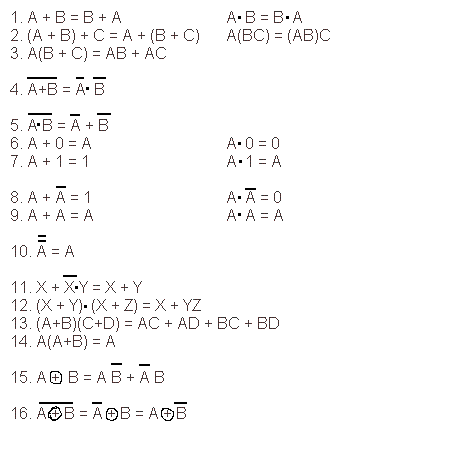 1. A + B = B + A    A• B = B•A
2. (A + B) + C = A + (B + C)    A(BC) = (AB)C
3. A(B + C) = AB + AC
4. A̅+̅B̅ = A̅• B̅
5. A̅•̅B̅ = A̅ + B̅
6. A + 0 = A    A• 0 = 0
7. A + 1 = 1    A•1 = A
8. A + A̅ = 1    A• A̅ = 0
9. A + A = A    A• A = A
10. A̿ = A
11. X + X̅•Y = X + Y
12. (X + Y)•(X + Z) = X + YZ
13. (A+B)(C+D) = AC + AD + BC + BD
14. A(A+B) = A
15. A ⊕ B = A B̅ + A̅ B
16. A̅⊕̅B̅ = A̅⊕B = A⊕B̅